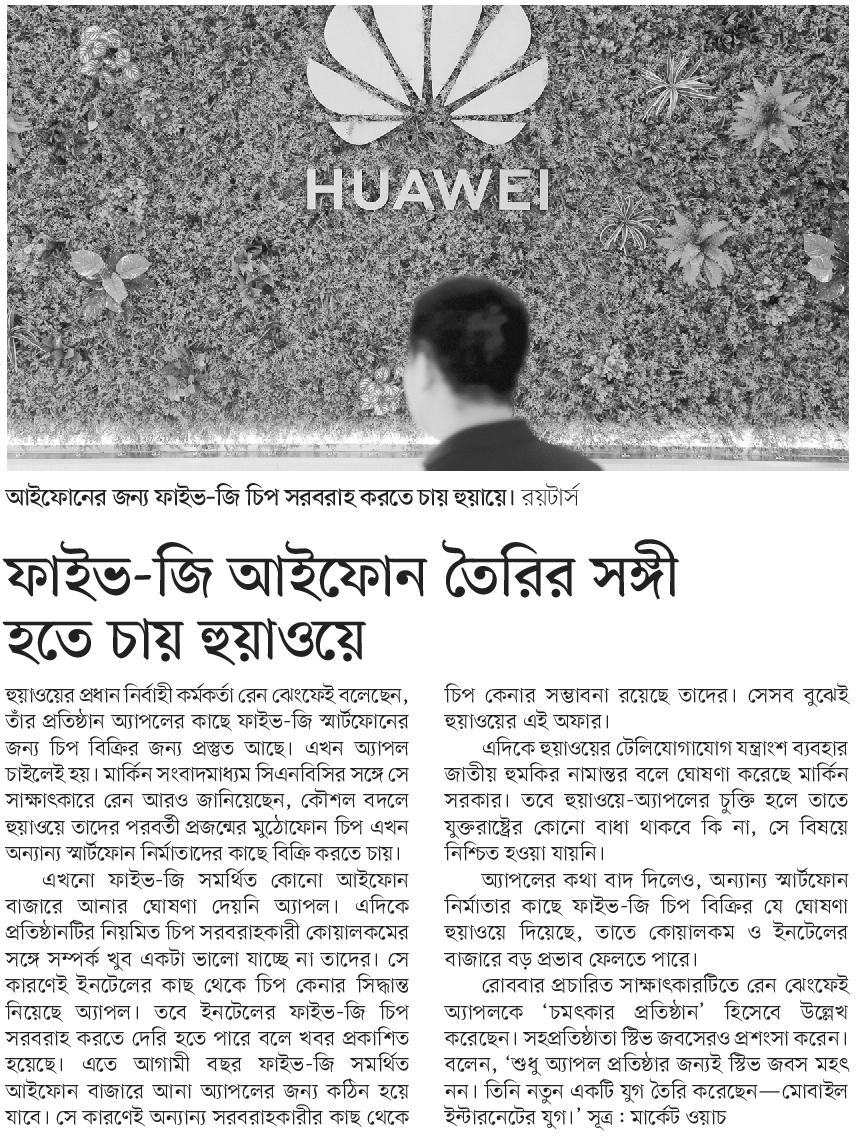 HUAWEI
আইফোনের জন্য ফাইভ-জি চিপ সরবরাহ করতে চায় হুয়ায়ে। রয়টার্স
ফাইভ-জি আইফোন তৈরির সঙ্গী
হতে চায় হুয়াওয়ে
হুয়াওয়ের প্রধান নির্বাহী কর্মকর্তা রেন ঝেংফেই বলেছেন,
তাঁর প্রতিষ্ঠান অ্যাপলের কাছে ফাইভ-জি স্মার্টফোনের
জন্য চিপ বিক্রির জন্য প্রস্তুত আছে। এখন অ্যাপল
চাইলেই হয়। মার্কিন সংবাদমাধ্যম সিএনবিসির সঙ্গে সে
সাক্ষাৎকারে রেন আরও জানিয়েছেন, কৌশল বদলে
হুয়াওয়ে তাদের পরবর্তী প্রজন্মের মুঠোফোন চিপ এখন
অন্যান্য স্মার্টফোন নির্মাতাদের কাছে বিক্রি করতে চায়।
এখনো ফাইভ-জি সমর্থিত কোনো আইফোন
বাজারে আনার ঘোষণা দেয়নি অ্যাপল। এদিকে
প্রতিষ্ঠানটির নিয়মিত চিপ সরবরাহকারী কোয়ালকমের
সঙ্গে সম্পর্ক খুব একটা ভালো যাচ্ছে না তাদের। সে
কারণেই ইনটেলের কাছ থেকে চিপ কেনার সিদ্ধান্ত
নিয়েছে অ্যাপল। তবে ইনটেলের ফাইভ-জি চিপ
সরবরাহ করতে দেরি হতে পারে বলে খবর প্রকাশিত
হয়েছে। এতে আগামী বছর ফাইভ-জি সমর্থিত
আইফোন বাজারে আনা অ্যাপলের জন্য কঠিন হয়ে
যাবে। সে কারণেই অন্যান্য সরবরাহকারীর কাছ থেকে
চিপ কেনার সম্ভাবনা রয়েছে তাদের। সেসব বুঝেই
হুয়াওয়ের এই অফার।
এদিকে হুয়াওয়ের টেলিযোগাযোগ যন্ত্রাংশ ব্যবহার
জাতীয় হুমকির নামান্তর বলে ঘোষণা করেছে মার্কিন
সরকার। তবে হুয়াওয়ে-অ্যাপলের চুক্তি হলে তাতে
যুক্তরাষ্ট্রের কোনো বাধা থাকবে কি না, সে বিষয়ে
নিশ্চিত হওয়া যায়নি।
অ্যাপলের কথা বাদ দিলেও, অন্যান্য স্মার্টফোন
নির্মাতার কাছে ফাইভ-জি চিপ বিক্রির যে ঘোষণা
হুয়াওয়ে দিয়েছে, তাতে কোয়ালকম ও ইনটেলের
বাজারে বড় প্রভাব ফেলতে পারে।
রোববার প্রচারিত সাক্ষাৎকারটিতে রেন ঝেংফেই
অ্যাপলকে ‘চমৎকার প্রতিষ্ঠান’ হিসেবে উল্লেখ
করেছেন। সহপ্রতিষ্ঠাতা স্টিভ জবসেরও প্রশংসা করেন।
বলেন, ‘শুধু অ্যাপল প্রতিষ্ঠার জন্যই স্টিভ জবস মহৎ
নন। তিনি নতুন একটি যুগ তৈরি করেছেন—মোবাইল
ইন্টারনেটের যুগ।’ সূত্র : মার্কেট ওয়াচ